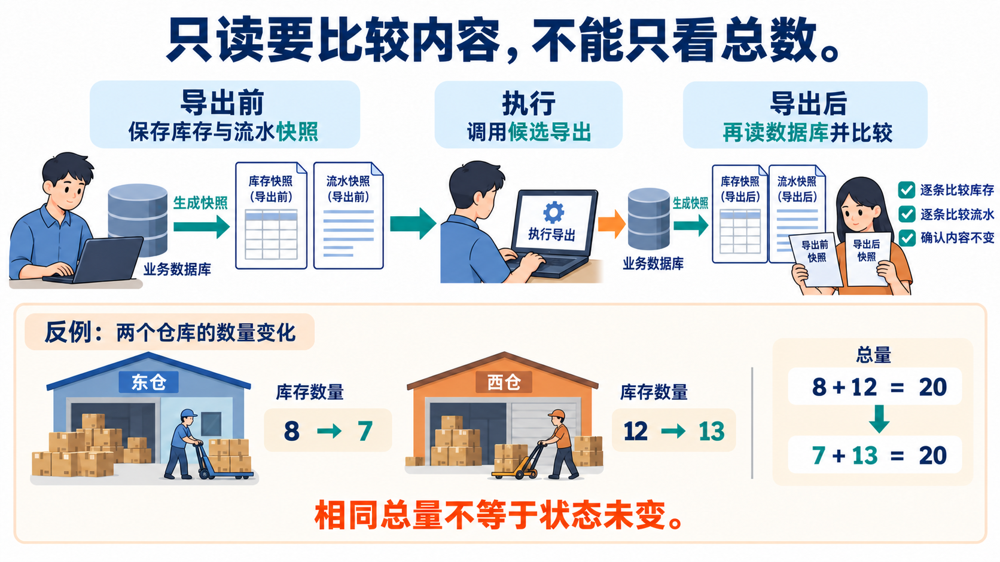 只读要比较内容，不能只看总数。
导出前
保存库存与流水快照
执行
调用候选导出
导出后
再读数据库并比较
生成快照
业务数据库
库存快照
（导出前）
流水快照
（导出前）
执行导出
业务数据库
生成快照
库存快照
（导出后）
流水快照
（导出后）
导出前
快照
导出后
快照
逐条比较库存
逐条比较流水
确认内容不变
反例：两个仓库的数量变化
东仓
库存数量
8 → 7
西仓
库存数量
12 → 13
总量
8 + 12 = 20
7 + 13 = 20
相同总量不等于状态未变。